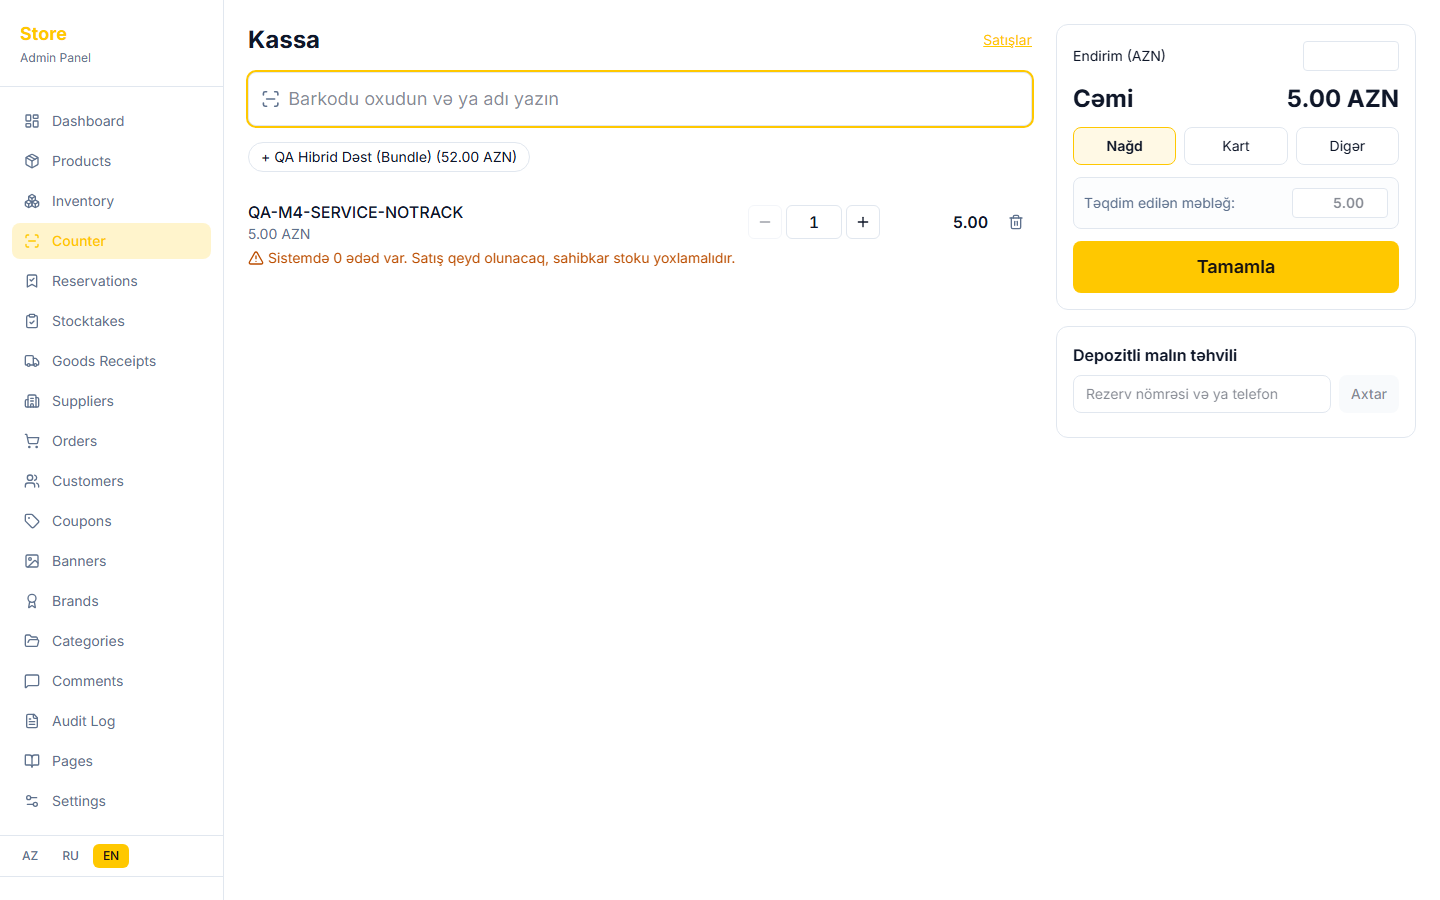 Store
Admin Panel
Dashboard
Products
Inventory
Counter
Reservations
Stocktakes
Goods Receipts
Suppliers
Orders
Customers
Coupons
Banners
Brands
Categories
Comments
Audit Log
Pages
Settings
AZ RU EN
Kassa
Satışlar
Barkodu oxudun və ya adı yazın
+ QA Hibrid Dəst (Bundle) (52.00 AZN)
QA-M4-SERVICE-NOTRACK
5.00 AZN
1
5.00
Sistemdə 0 ədəd var. Satış qeyd olunacaq, sahibkar stoku yoxlamalıdır.
Endirim (AZN)
Cəmi 5.00 AZN
Nağd Kart Digər
Təqdim edilən məbləğ: 5.00
Tamamla
Depozitli malın təhvili
Rezerv nömrəsi və ya telefon Axtar